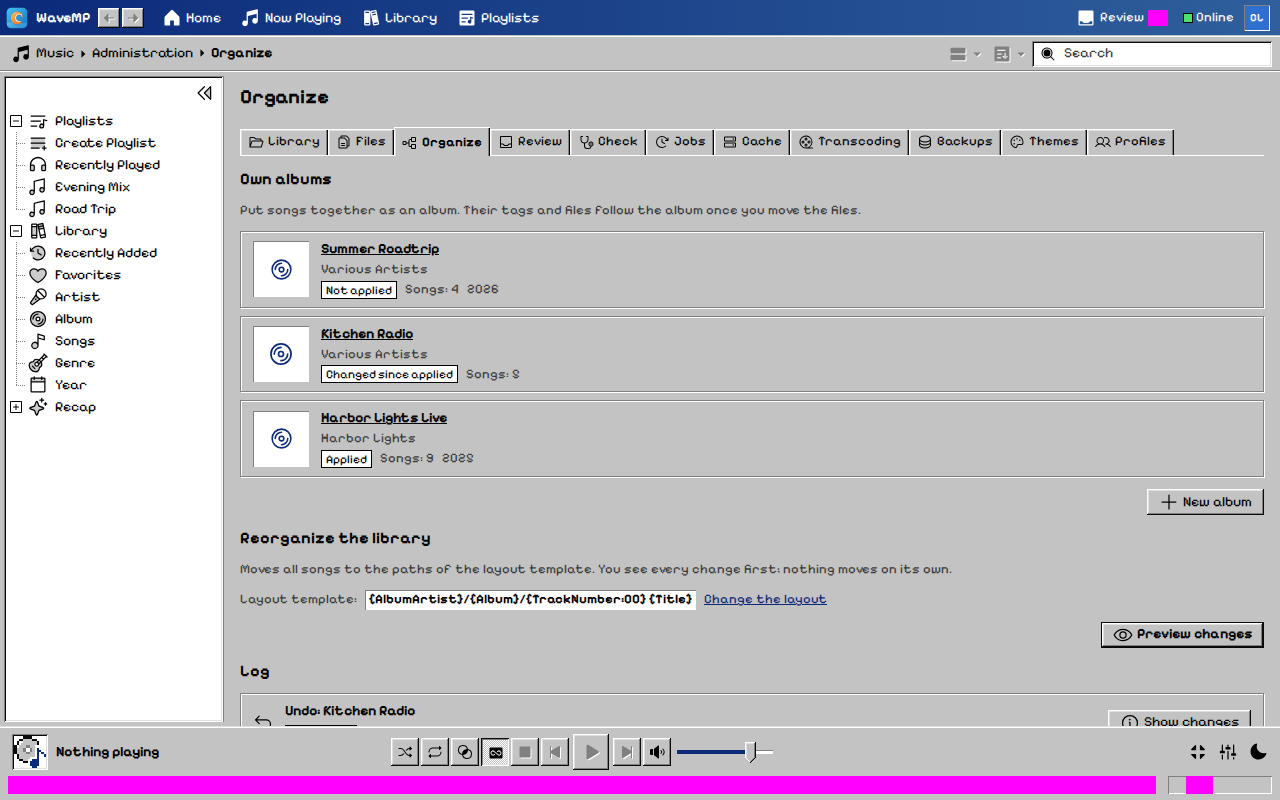 WaveMP Home Now Playing Library Playlists Review Online OL
Music Administration Organize Search
Playlists
Create Playlist
Recently Played
Evening Mix
Road Trip
Library
Recently Added
Favorites
Artist
Album
Songs
Genre
Year
Recap
Organize
Library Files Organize Review Check Jobs Cache Transcoding Backups Themes Profiles
Own albums
Put songs together as an album. Their tags and files follow the album once you move the files.
Summer Roadtrip
Various Artists
Not applied Songs: 4 2026
Kitchen Radio
Various Artists
Changed since applied Songs:
Harbor Lights Live
Harbor Lights
Applied Songs: 9
New album
Reorganize the library
Moves all songs to the paths of the layout template. You see every change first: nothing moves on its own.
Layout template: {AlbumArtist}/{Album}/{TrackNumber:00} {Title} Change the layout
Preview changes
Log
Undo: Kitchen Radio
Show changes
Nothing playing